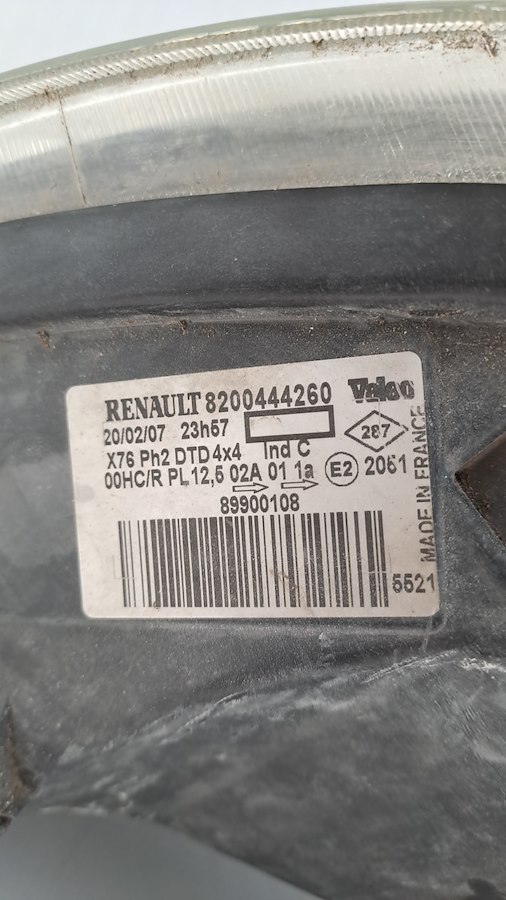 RENAULT 8200444260 Valeo
20/02/07 23h57
X76 Ph2 DTD 4x4 Ind C 287
00HC/R PL 12,5 02A 01 1a E2 2051
89900108
5521
MADE IN FRANCE